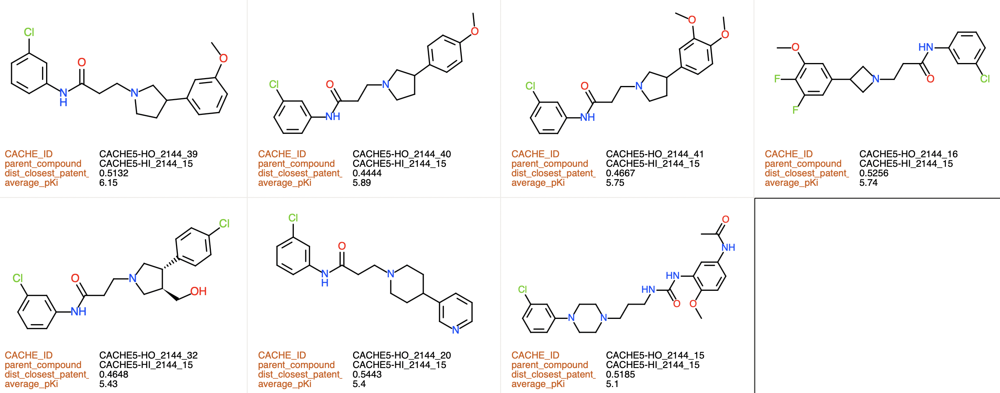 Cl
O
O
N
N
H
CACHE_ID CACHE5-HO_2144_39
parent_compound CACHE5-HI_2144_15
dist_closest_patent_ 0.5132
average_pKi 6.15
O
Cl
O
N
NH
CACHE_ID CACHE5-HO_2144_40
parent_compound CACHE5-HI_2144_15
dist_closest_patent_ 0.4444
average_pKi 5.89
O
O
Cl
O
N
NH
CACHE_ID CACHE5-HO_2144_41
parent_compound CACHE5-HI_2144_15
dist_closest_patent_ 0.4667
average_pKi 5.75
O
HN
F
N
O
Cl
F
CACHE_ID CACHE5-HO_2144_16
parent_compound CACHE5-HI_2144_15
dist_closest_patent_ 0.5256
average_pKi 5.74
Cl
Cl
O
N
OH
NH
CACHE_ID CACHE5-HO_2144_32
parent_compound CACHE5-HI_2144_15
dist_closest_patent_ 0.4648
average_pKi 5.43
Cl
O
N
N
H
N
CACHE_ID CACHE5-HO_2144_20
parent_compound CACHE5-HI_2144_15
dist_closest_patent_ 0.5443
average_pKi 5.4
O
NH
HN
Cl
HN
O
O
N
N
CACHE_ID CACHE5-HO_2144_15
parent_compound CACHE5-HI_2144_15
dist_closest_patent_ 0.5185
average_pKi 5.1